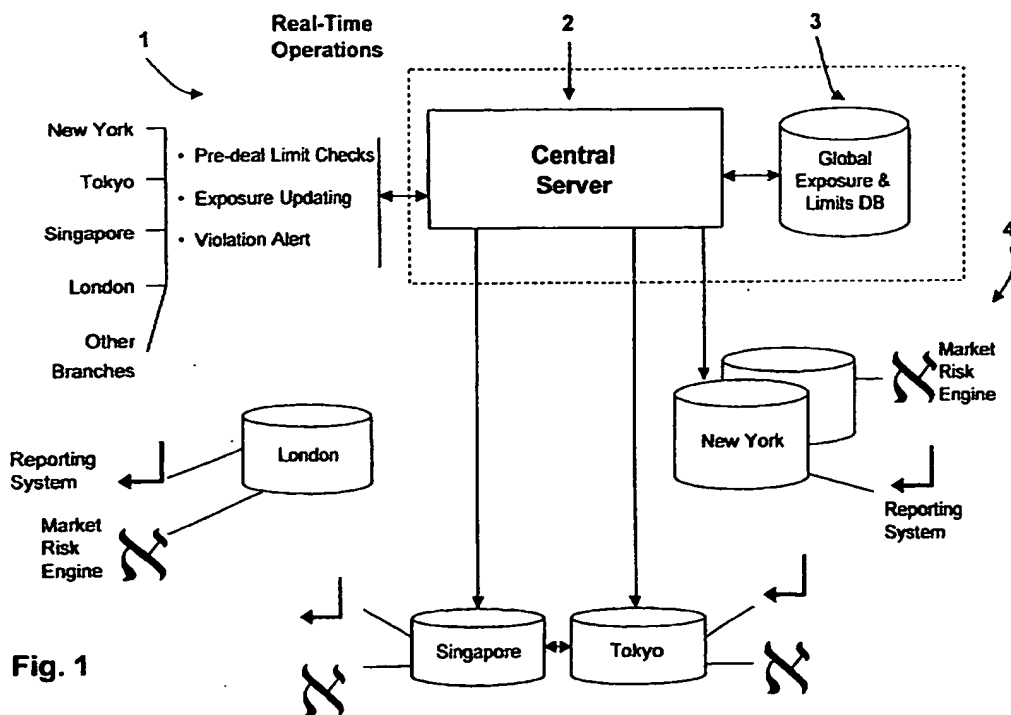 Real-Time
Operations
1
2
3
New York
Tokyo
Singapore
London
Other
Branches
• Pre-deal Limit Checks
• Exposure Updating
• Violation Alert
Central
Server
Global
Exposure &
Limits DB
4
Market
Risk
Engine
New York
Reporting
System
London
Reporting
System
Market
Risk
Engine
Singapore
Tokyo
Fig. 1